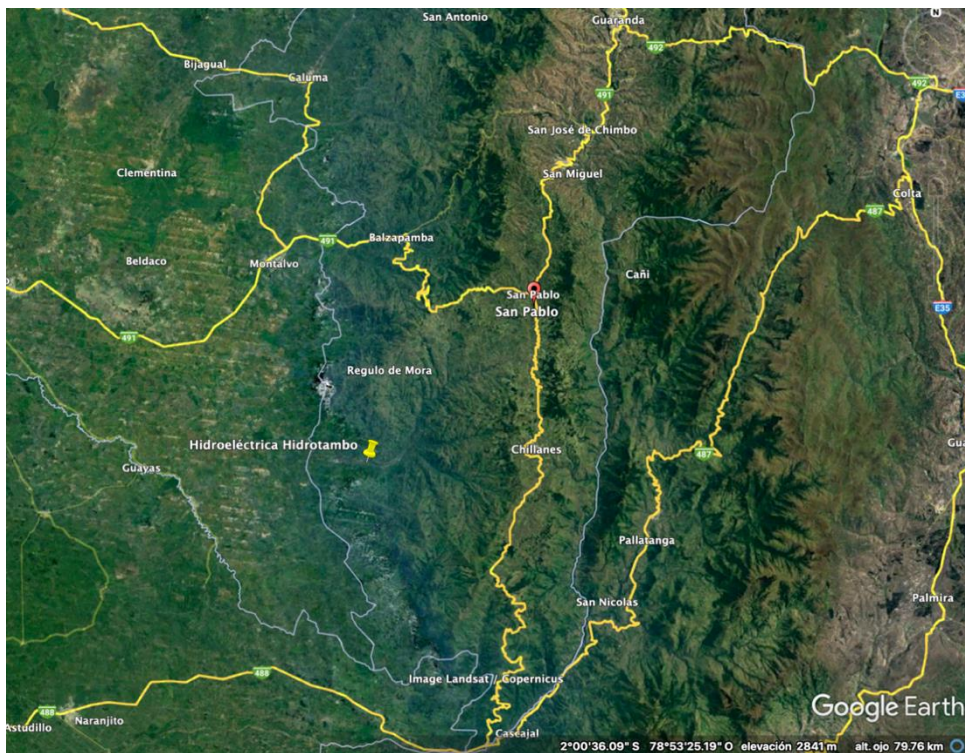 San Antonio
Guaranda
N
492
Bijagual
Caluma
492
491
San José de Chimbo
Clementina
San Miguel
Colta
487
491
Balzapamba
Beldaco
Montalvo
Cañi
San Pablo
San Pablo
E35
491
Regulo de Mora
Hidroeléctrica Hidrotambo
Chillanes
487
Guayas
Pallatanga
San Nicolás
Palmira
488
Image Landsat / Copernicus
Google Earth
488
Naranjito
Astudillo
Cascajal
2°00'36.09" S 78°53'25.19" O elevación 2841 m alt. ojo 79.76 km